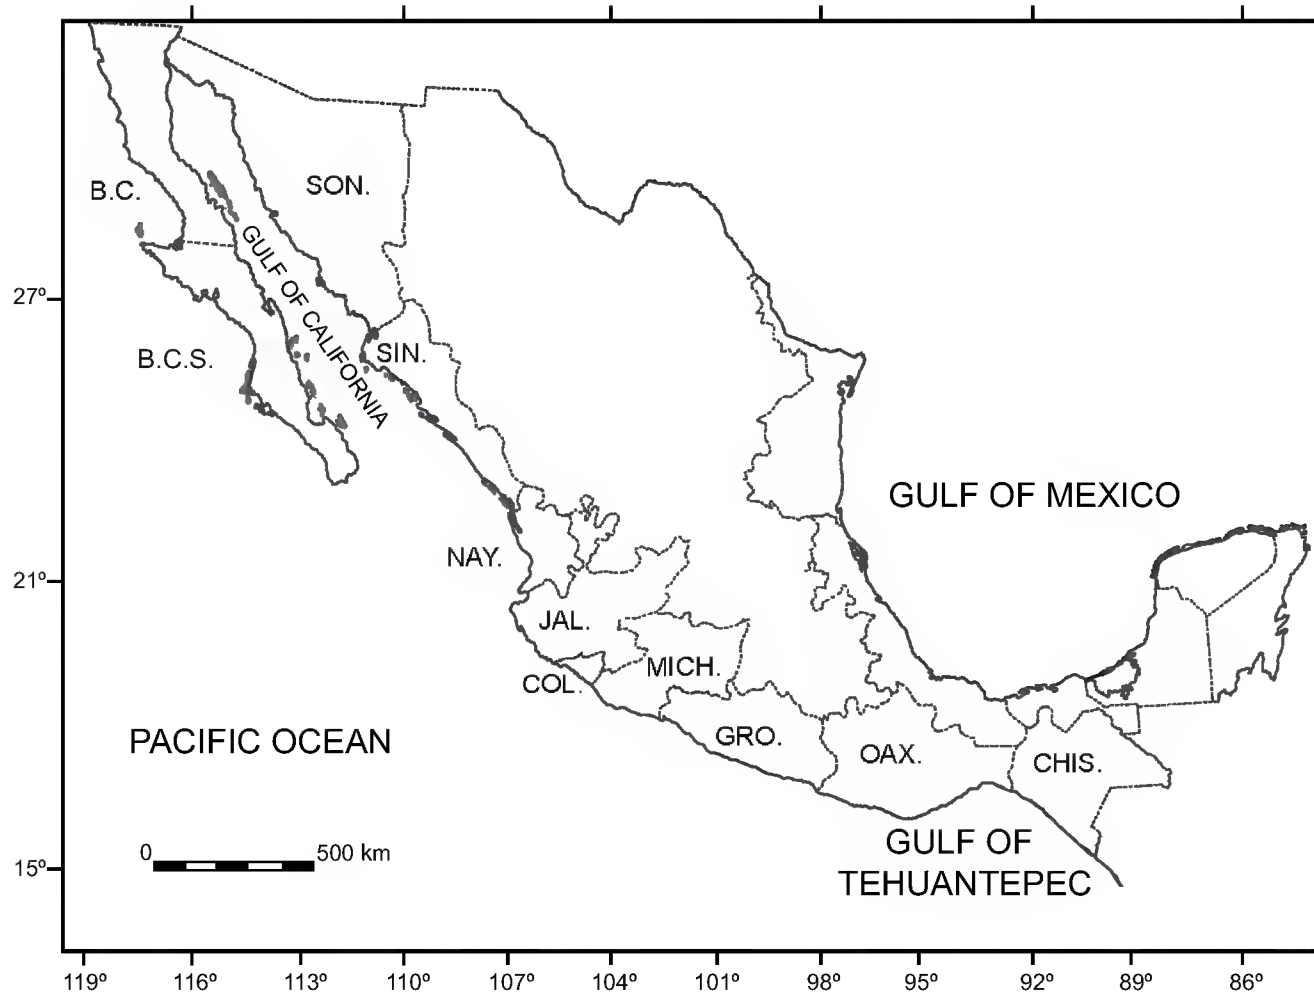 B.C.
SON.
GULF OF CALIFORNIA
27º
B.C.S.
SIN.
GULF OF MEXICO
NAY.
21º
JAL.
MICH.
COL.
GRO.
PACIFIC OCEAN
OAX.
CHIS.
GULF OF
TEHUANTEPEC
0 500 km
15º
119º 116º 113º 110º 107º 104º 101º 98º 95º 92º 89º 86º